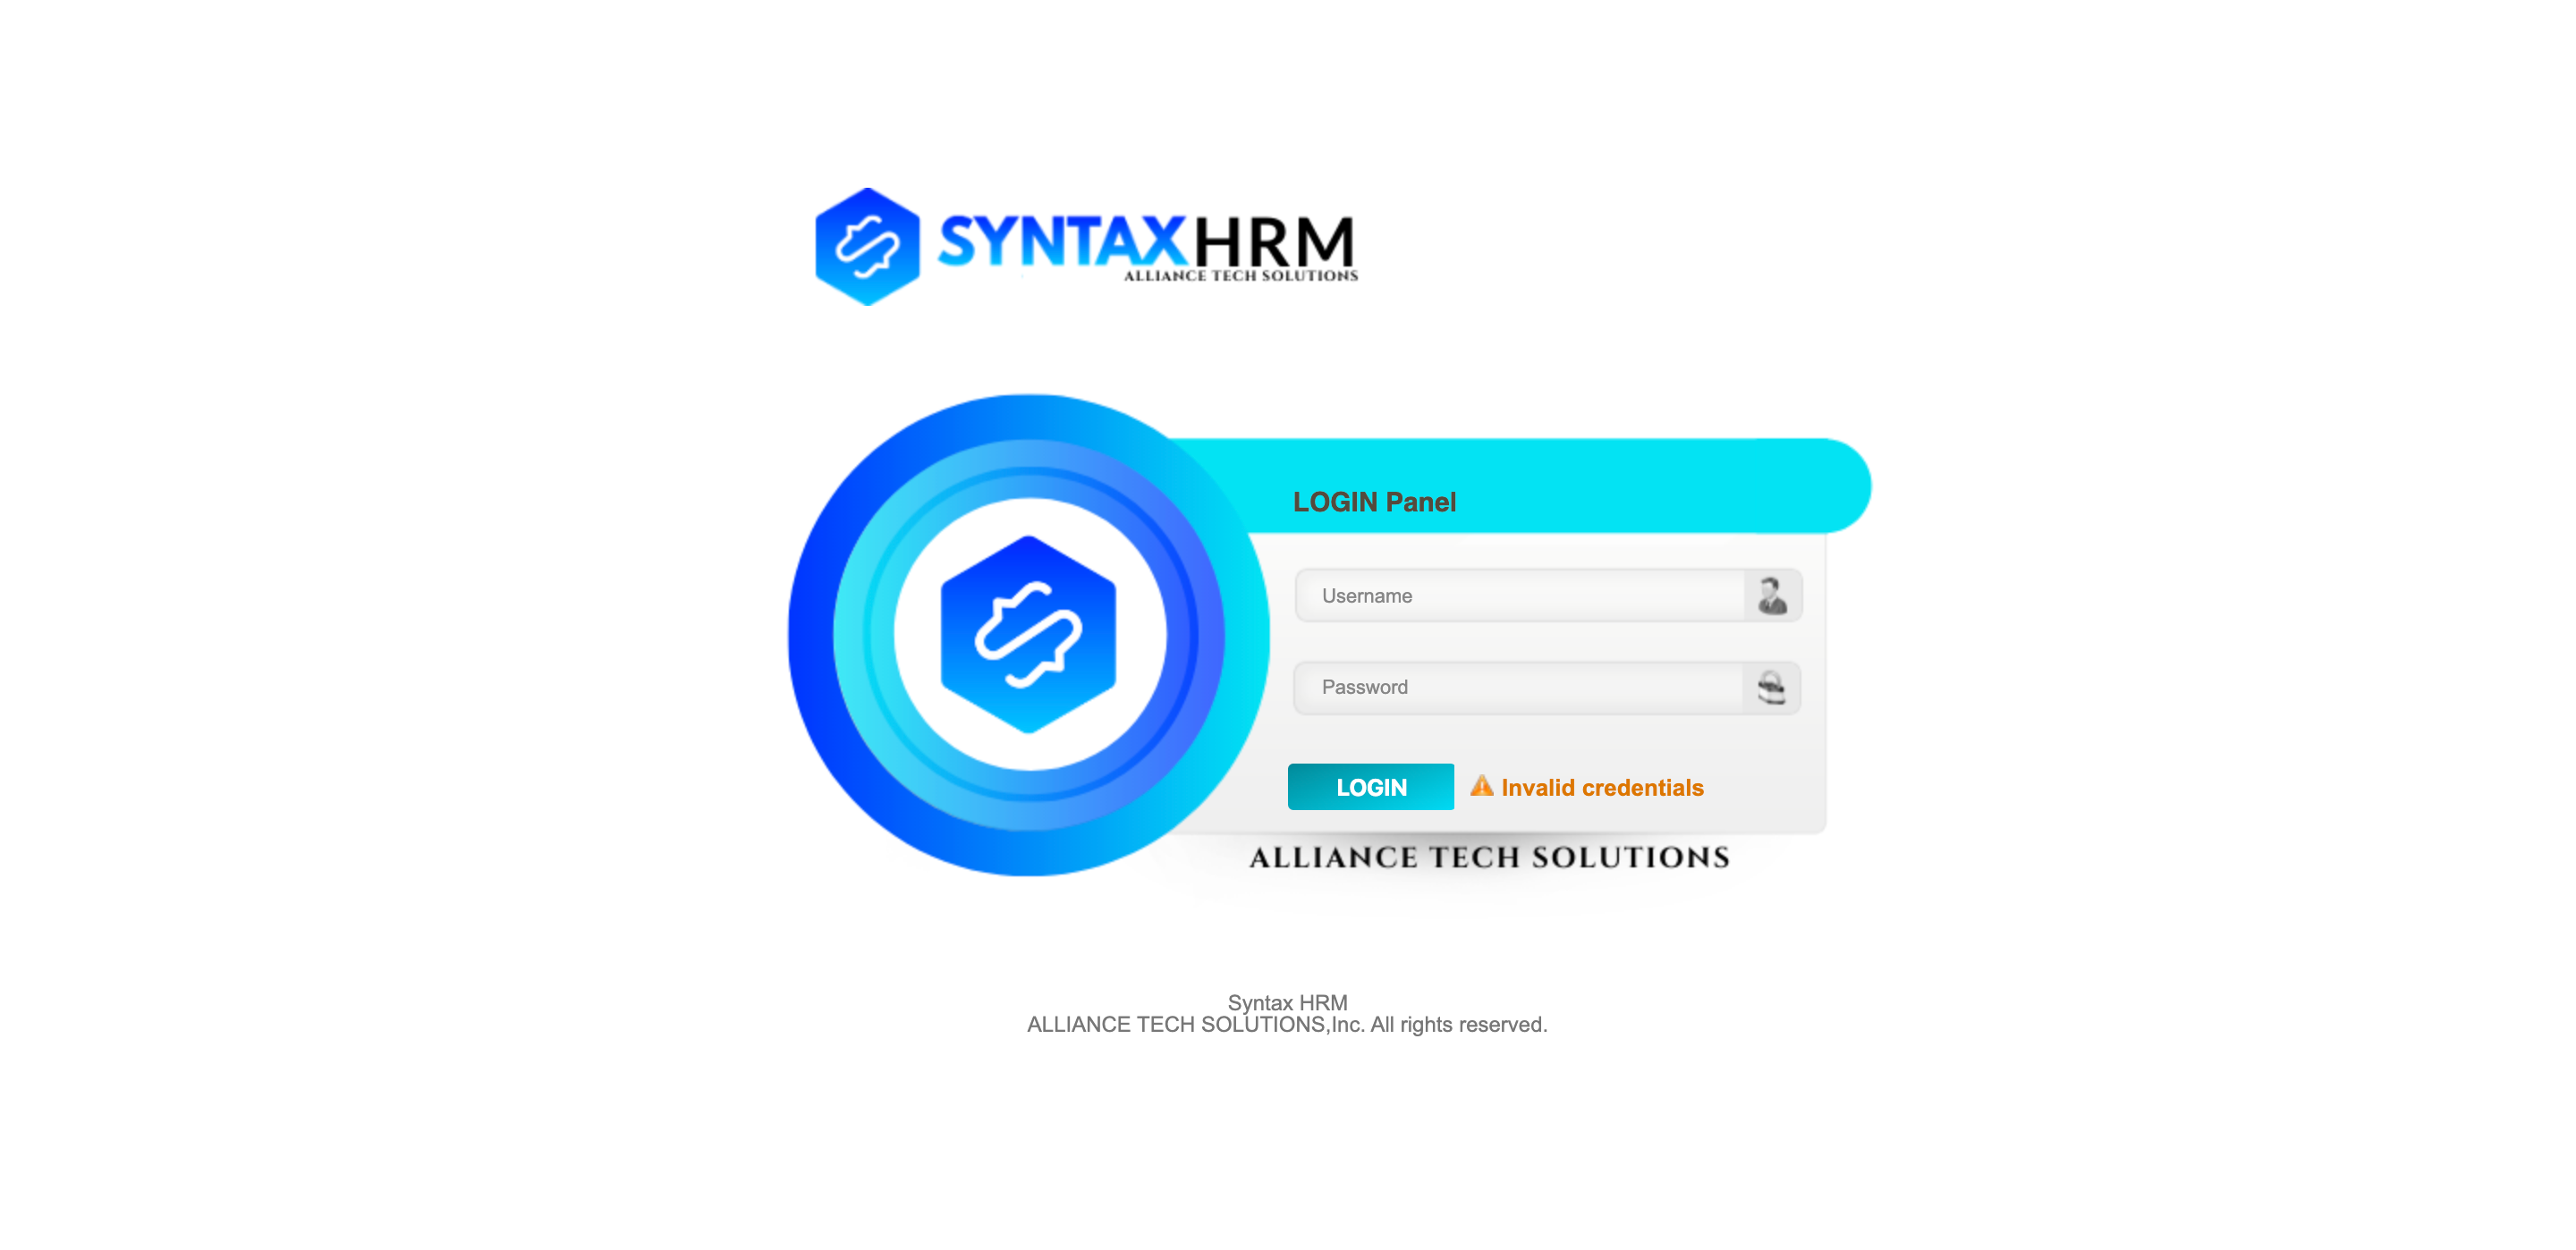 SYNTAXHRM
ALLIANCE TECH SOLUTIONS
LOGIN Panel
Username
Password
LOGIN Invalid credentials
ALLIANCE TECH SOLUTIONS
Syntax HRM
ALLIANCE TECH SOLUTIONS,Inc. All rights reserved.